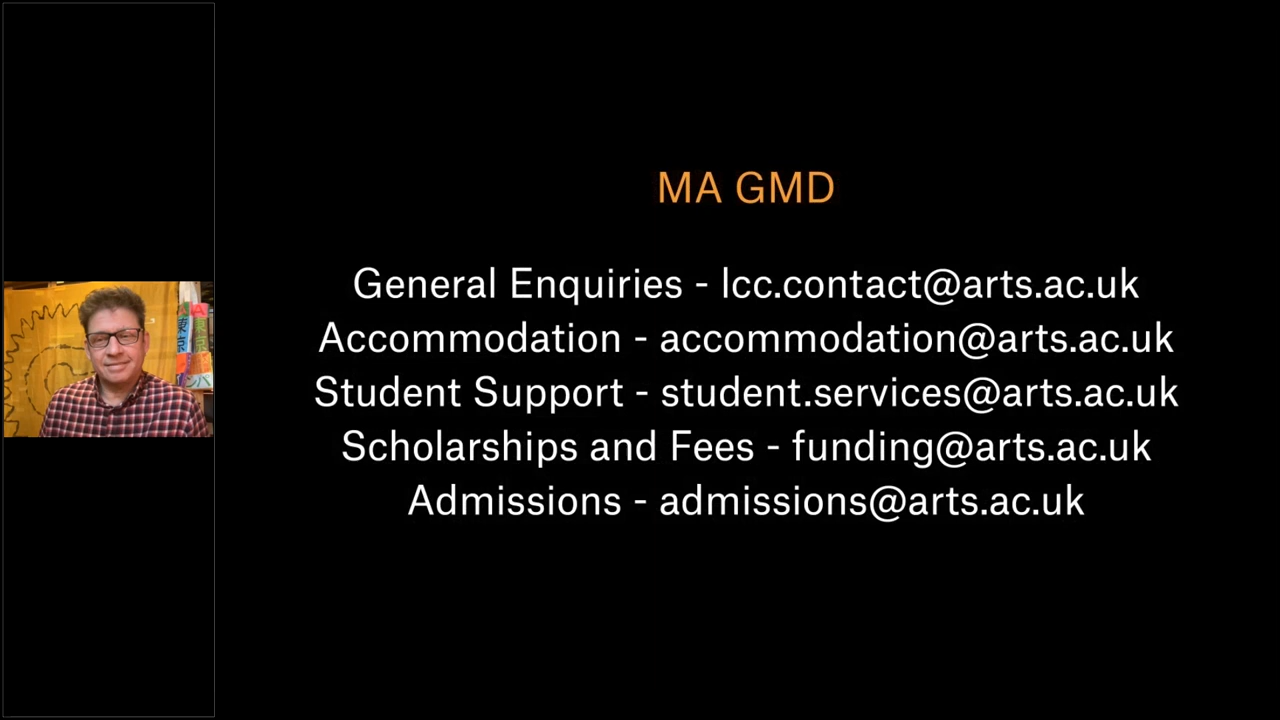 MA GMD
General Enquiries - lcc.contact@arts.ac.uk
Accommodation - accommodation@arts.ac.uk
Student Support - student.services@arts.ac.uk
Scholarships and Fees - funding@arts.ac.uk
Admissions - admissions@arts.ac.uk